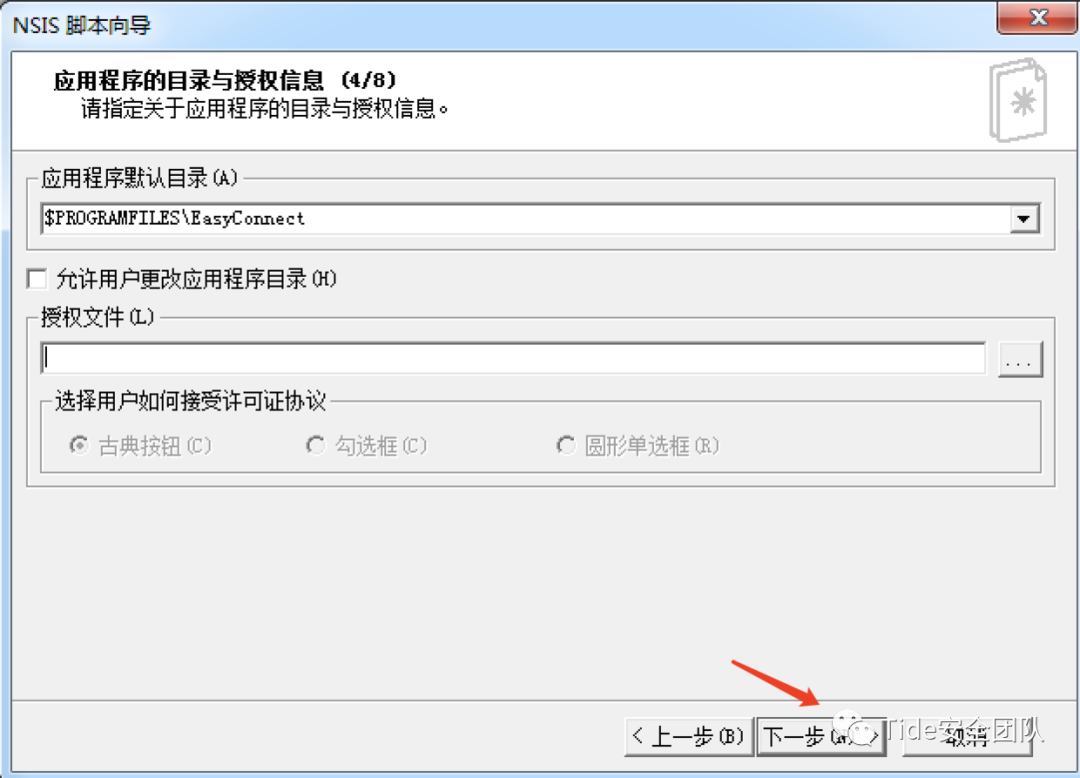 NSIS 脚本向导
应用程序的目录与授权信息 (4/8)
请指定关于应用程序的目录与授权信息。
应用程序默认目录(A)
$PROGRAMFILES\EasyConnect
允许用户更改应用程序目录(H)
授权文件(L)
...
选择用户如何接受许可证协议
古典按钮(C) 勾选框(C) 圆形单选框(R)
< 上一步(B) 下一步(N) > 取消
Tide安全团队